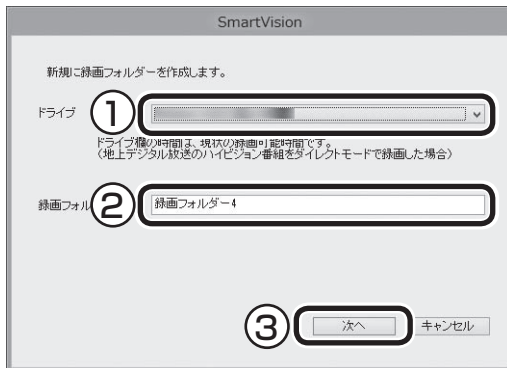 SmartVision
新規に録画フォルダーを作成します。
ドライブ
①
ドライブ欄の時間は、現状の録画可能時間です。
(地上デジタル放送のハイビジョン番組をダイレクトモードで録画した場合)
録画フォル
②
録画フォルダー4
③
次へ
キャンセル